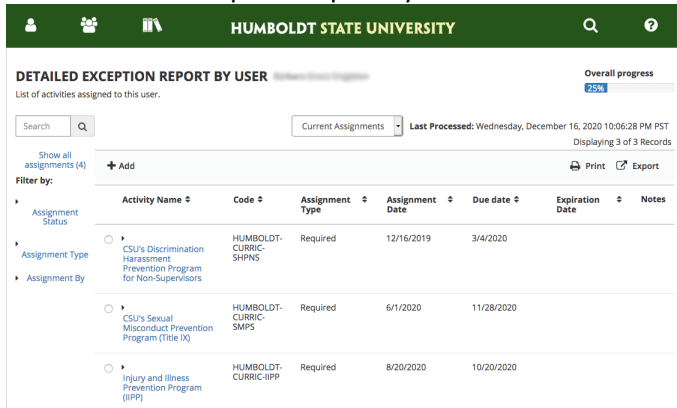 HUMBOLDT STATE UNIVERSITY
DETAILED EXCEPTION REPORT BY USER
List of activities assigned to this user.
Overall progress
25%
Search
Current Assignments
Last Processed: Wednesday, December 16, 2020 10:06:28 PM PST
Displaying 3 of 3 Records
Show all
assignments (4)
Filter by:
Assignment
Status
Assignment Type
Assignment By
Add
Print
Export
Activity Name
Code
Assignment
Type
Assignment
Date
Due date
Expiration
Date
Notes
CSU's Discrimination
Harassment
Prevention Program
for Non-Supervisors
HUMBOLDT-
CURRIC-
SHPNS
Required
12/16/2019
3/4/2020
CSU's Sexual
Misconduct Prevention
Program (Title IX)
HUMBOLDT-
CURRIC-
SMPS
Required
6/1/2020
11/28/2020
Injury and Illness
Prevention Program
(IIPP)
HUMBOLDT-
CURRIC-IIPP
Required
8/20/2020
10/20/2020